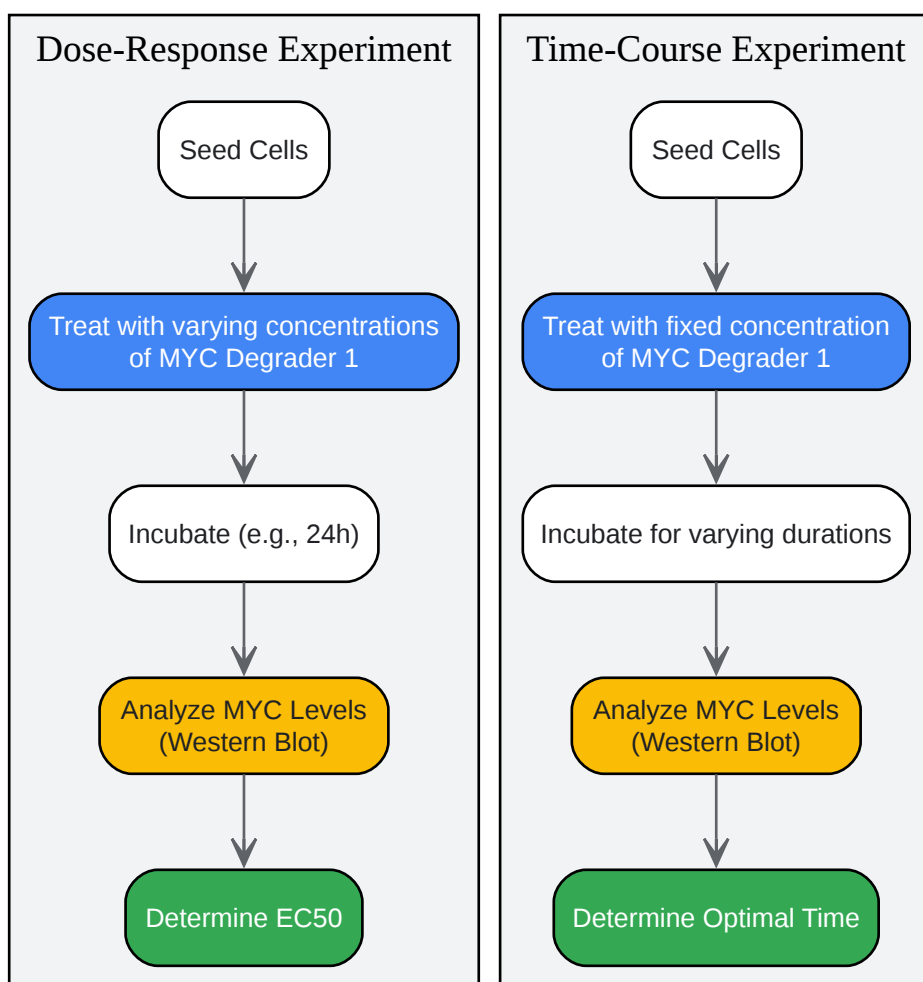 Dose-Response Experiment
Seed Cells
Treat with varying concentrations
of MYC Degrader 1
Incubate (e.g., 24h)
Analyze MYC Levels
(Western Blot)
Determine EC50
Time-Course Experiment
Seed Cells
Treat with fixed concentration
of MYC Degrader 1
Incubate for varying durations
Analyze MYC Levels
(Western Blot)
Determine Optimal Time